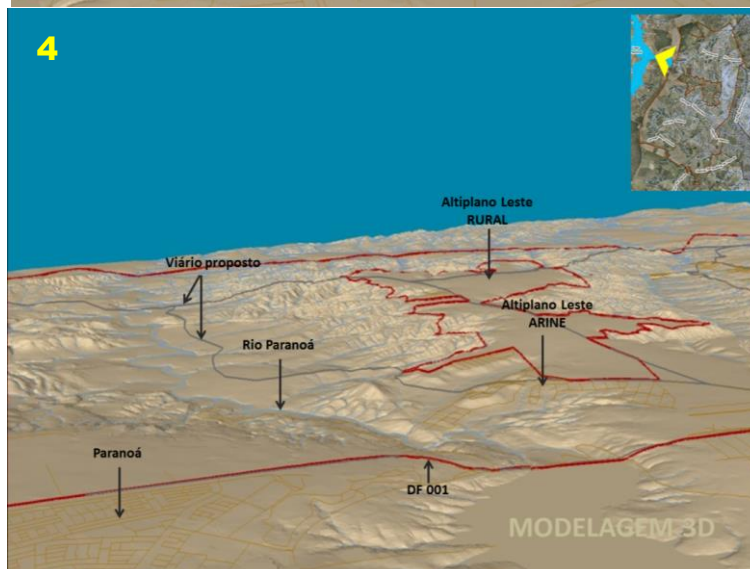 4
Altiplano Leste
RURAL
Viário proposto
Altiplano Leste
ARINE
Rio Paranoá
Paranoá
DF 001
MODELAGEM 3D